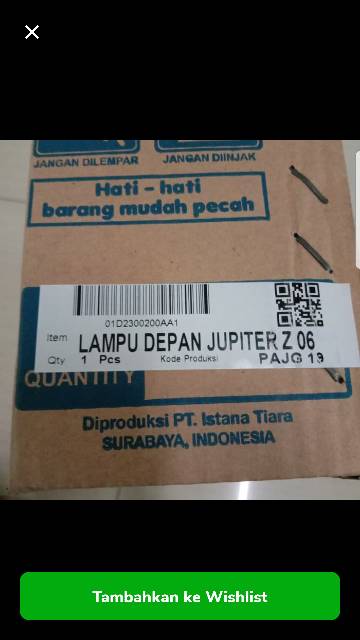 JANGAN DILEMPAR JANGAN DIINJAK
Hati - hati
barang mudah pecah
01D2300200AA1
Item LAMPU DEPAN JUPITER Z 06
Qty 1 Pcs Kode Produksi PAJG 19
QUANTITY
Diproduksi PT. Istana Tiara
SURABAYA, INDONESIA
Tambahkan ke Wishlist